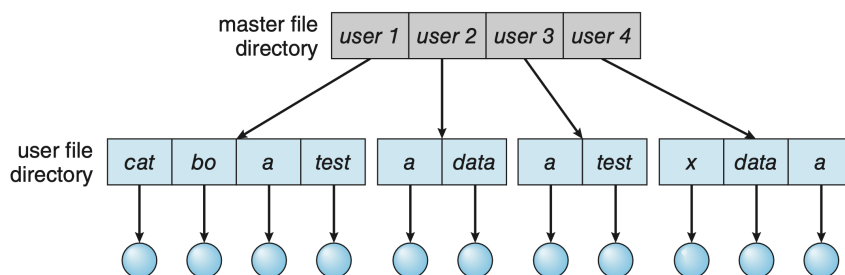 master file
directory
user 1 user 2 user 3 user 4
user file
directory
cat bo a test a data a test x data a